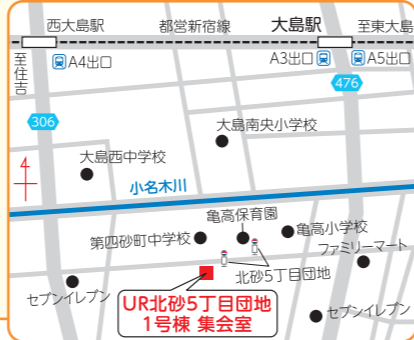 西大島駅
都営新宿線
大島駅
至東大島
至住吉
A4出口
A3出口
A5出口
476
306
大島南央小学校
大島西中学校
小名木川
亀高保育園
第四砂町中学校
亀高小学校
ファミリーマート
北砂5丁目団地
セブンイレブン
UR北砂5丁目団地
1号棟 集会室
セブンイレブン